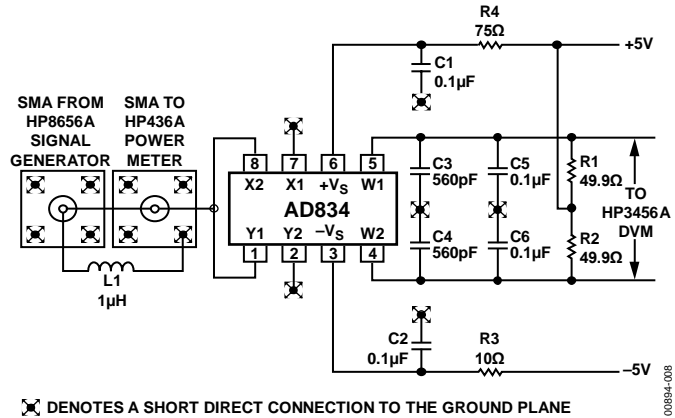 R4
75Ω
+5V
C1
0.1µF
SMA FROM
HP8656A
SIGNAL
GENERATOR
SMA TO
HP436A
POWER
METER
8
7
6
5
X2
X1
+VS
W1
AD834
Y1
Y2
–VS
W2
1
2
3
4
C3
560pF
C5
0.1µF
R1
49.9Ω
TO
HP3456A
DVM
C4
560pF
C6
0.1µF
R2
49.9Ω
L1
1µH
C2
0.1µF
R3
10Ω
–5V
DENOTES A SHORT DIRECT CONNECTION TO THE GROUND PLANE
00894-008